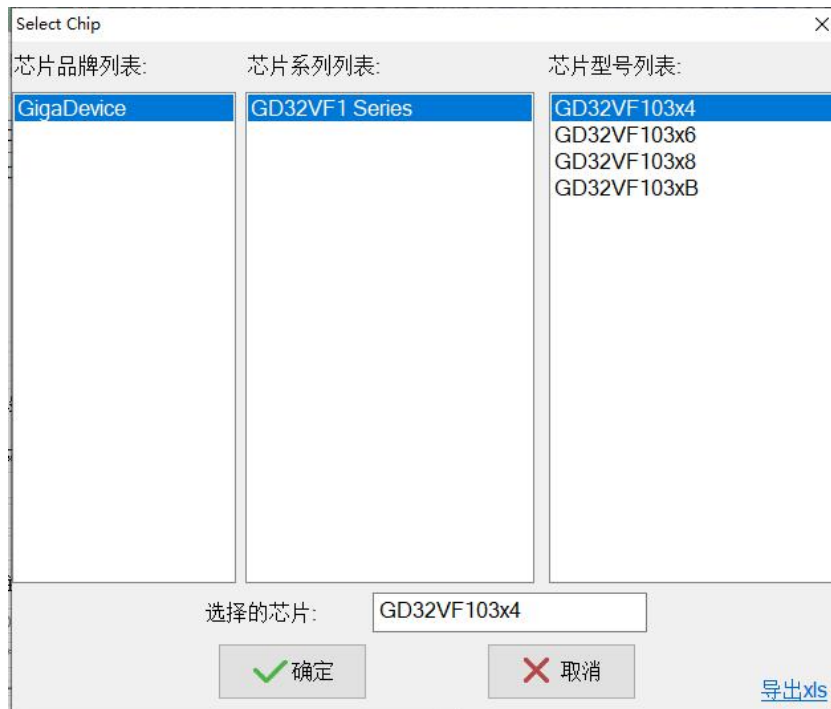 Select Chip
芯片品牌列表:
芯片系列列表:
芯片型号列表:
GigaDevice
GD32VF1 Series
GD32VF103x4
GD32VF103x6
GD32VF103x8
GD32VF103xB
选择的芯片:
GD32VF103x4
确定
取消
导出xls